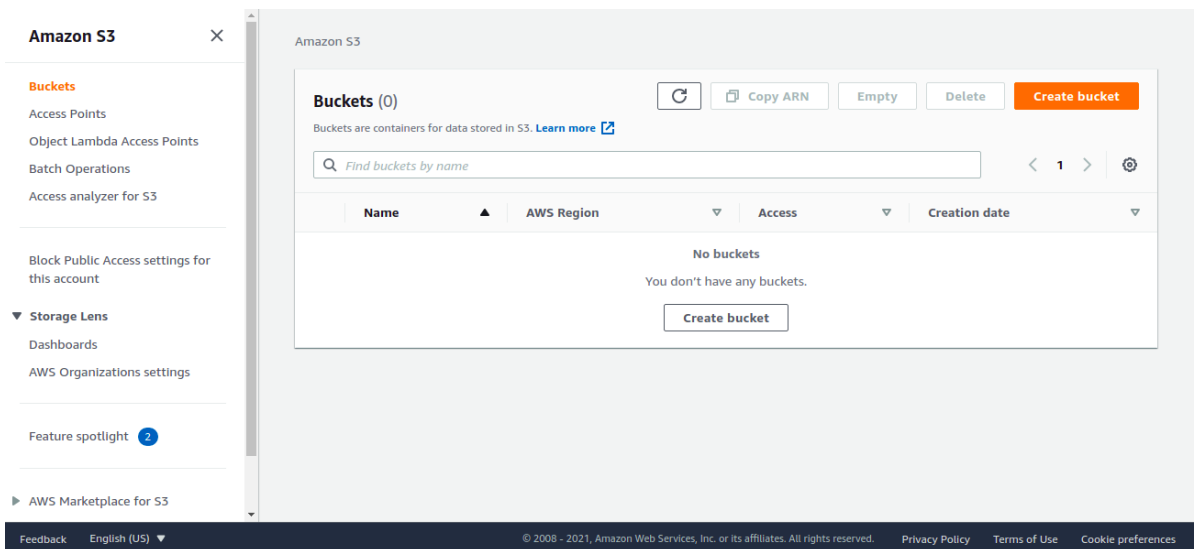 Amazon S3
Buckets
Access Points
Object Lambda Access Points
Batch Operations
Access analyzer for S3
Block Public Access settings for
this account
Storage Lens
Dashboards
AWS Organizations settings
Feature spotlight 2
AWS Marketplace for S3
Amazon S3
Buckets (0)
Copy ARN
Empty
Delete
Create bucket
Buckets are containers for data stored in S3. Learn more
Find buckets by name
1
Name AWS Region Access Creation date
No buckets
You don't have any buckets.
Create bucket
Feedback English (US) © 2008 - 2021, Amazon Web Services, Inc. or its affiliates. All rights reserved. Privacy Policy Terms of Use Cookie preferences